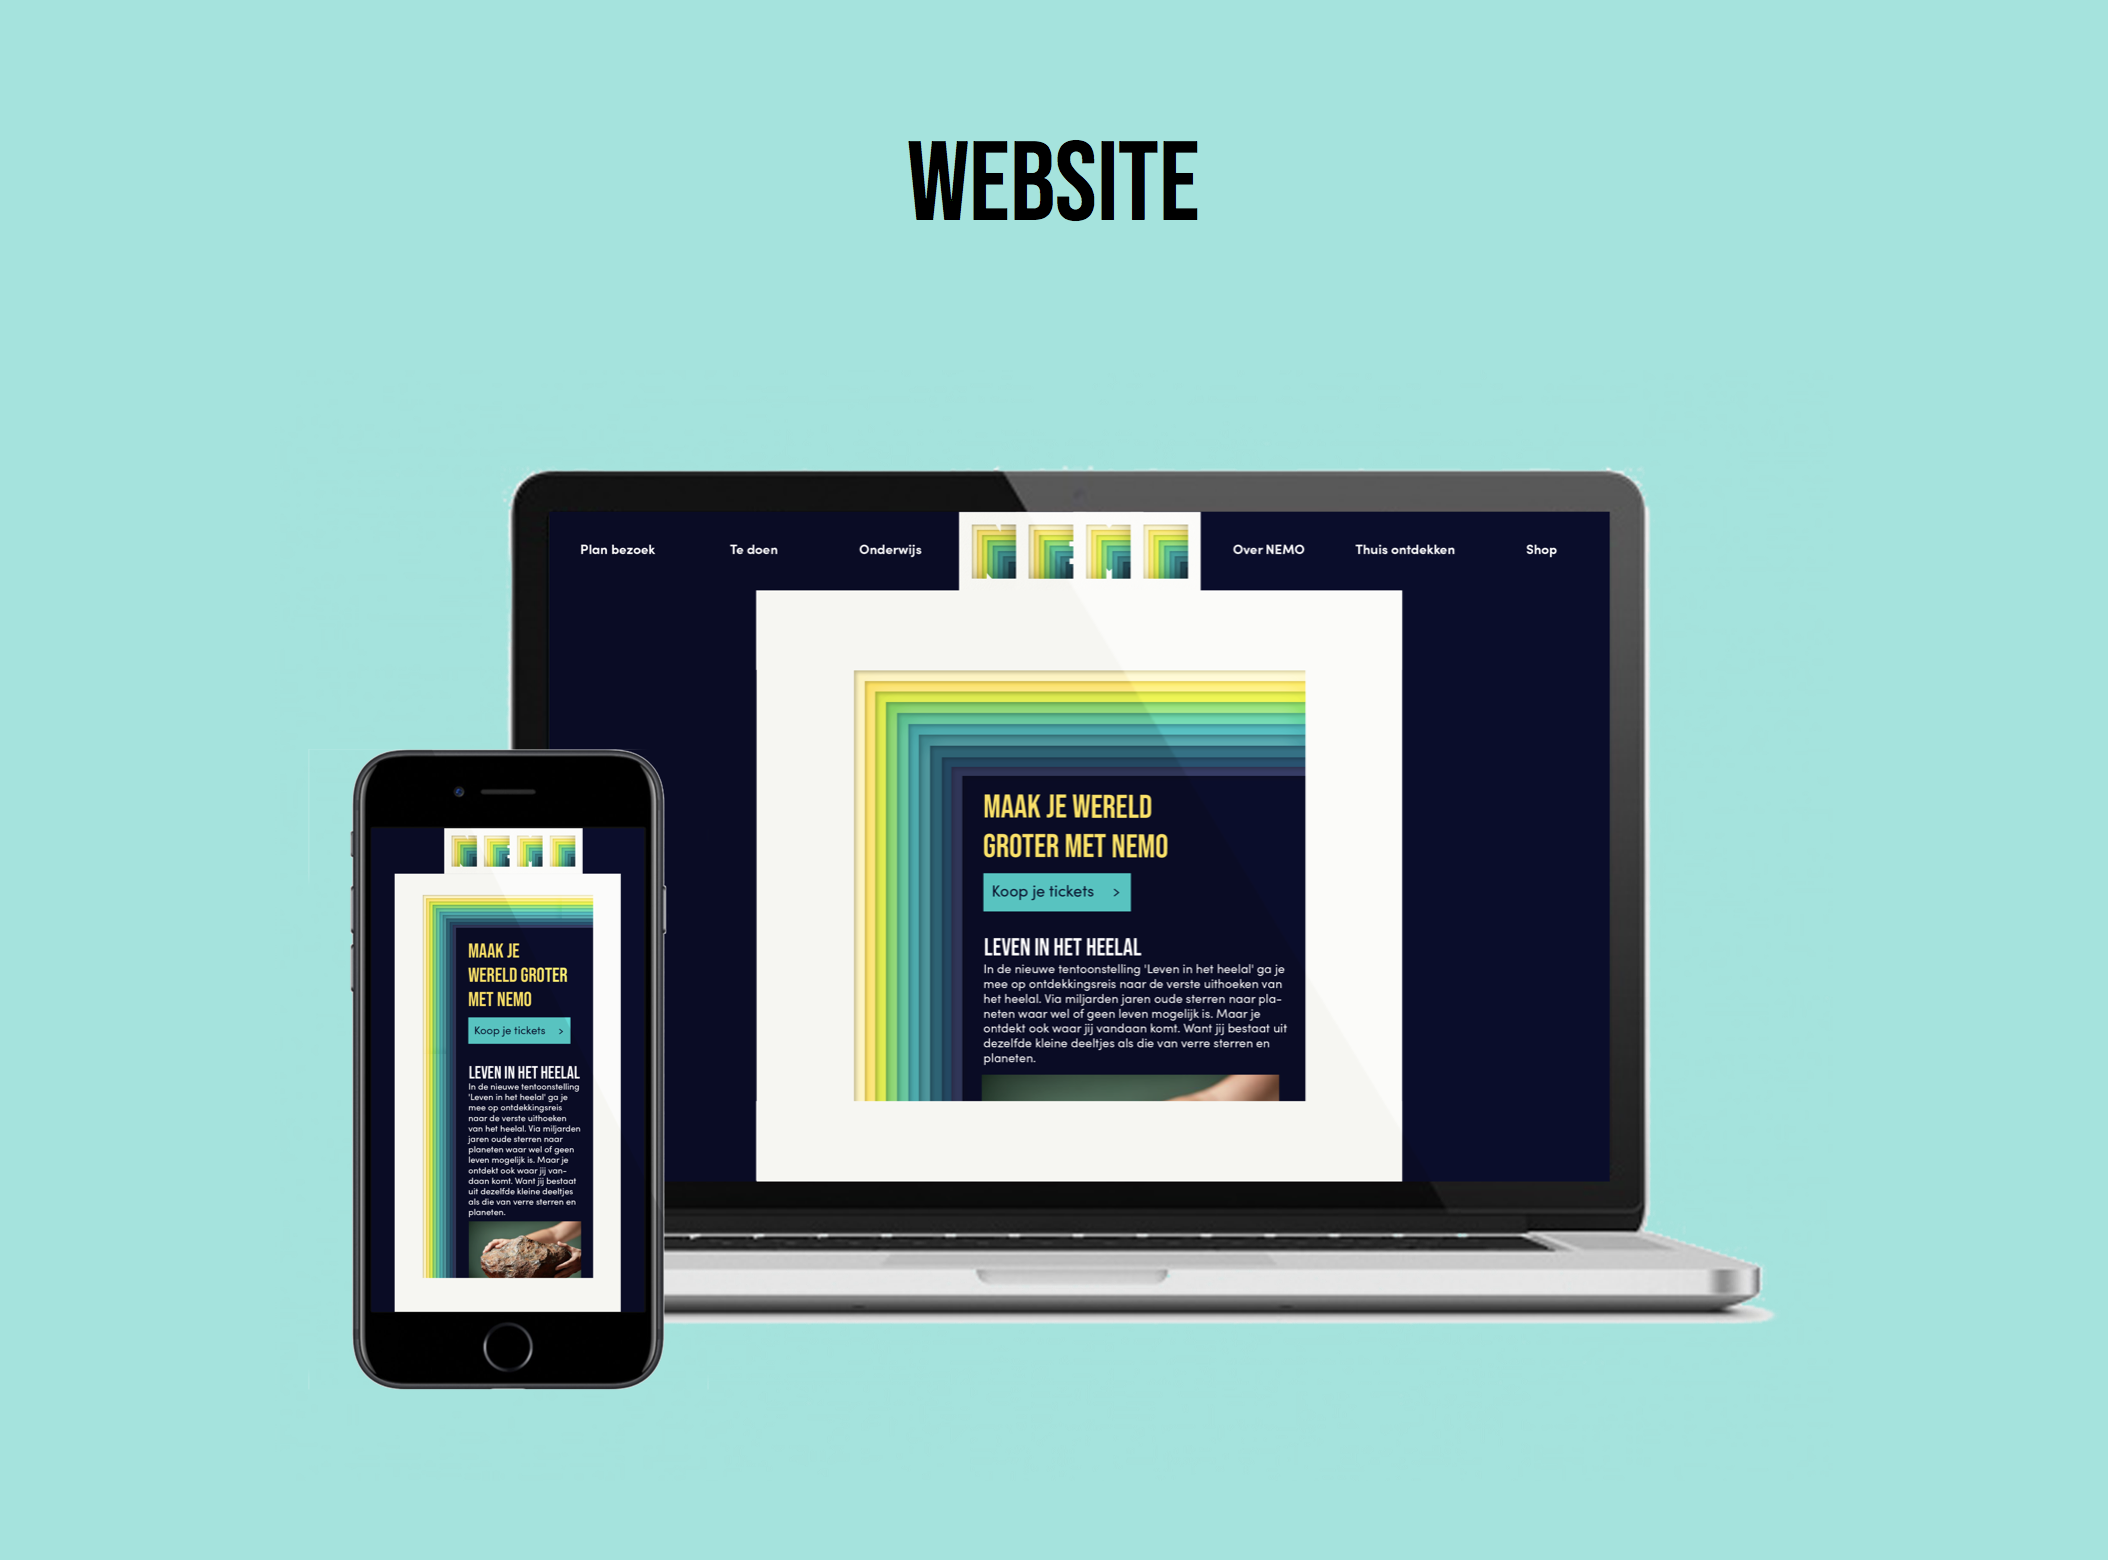 WEBSITE
Plan bezoek
Te doen
Onderwijs
NEMO
Over NEMO
Thuis ontdekken
Shop
MAAK JE WERELD
GROTER MET NEMO
Koop je tickets >
LEVEN IN HET HEELAL
In de nieuwe tentoonstelling 'Leven in het heelal' ga je
mee op ontdekkingsreis naar de verste uithoeken van
het heelal. Via miljarden jaren oude sterren naar pla-
neten waar wel of geen leven mogelijk is. Maar je
ontdekt ook waar jij vandaan komt. Want jij bestaat uit
dezelfde kleine deeltjes als die van verre sterren en
planeten.
NEMO
MAAK JE
WERELD GROTER
MET NEMO
Koop je tickets >
LEVEN IN HET HEELAL
In de nieuwe tentoonstelling
'Leven in het heelal' ga je
mee op ontdekkingsreis
naar de verste uithoeken
van het heelal. Via miljarden
jaren oude sterren naar
planeten waar wel of geen
leven mogelijk is. Maar je
ontdekt ook waar jij van-
daan komt. Want jij bestaat
uit dezelfde kleine deeltjes
als die van verre sterren en
planeten.